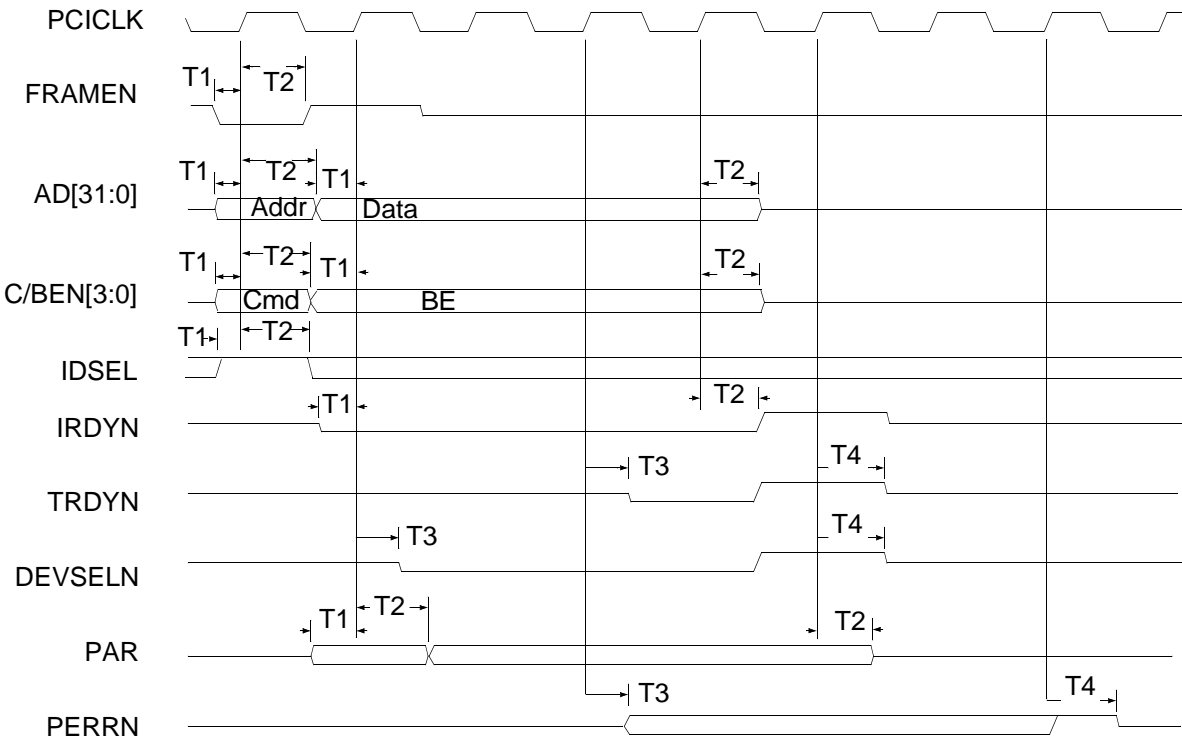 PCICLK
T1 T2
FRAMEN
T1 T2 T1 T2
AD[31:0]
Addr Data
T1 T2 T1 T2
C/BEN[3:0]
Cmd BE
T1 T2
IDSEL
T1 T2
IRDYN
T3 T4
TRDYN
T3 T4
DEVSELN
T1 T2 T2
PAR
T3 T4
PERRN